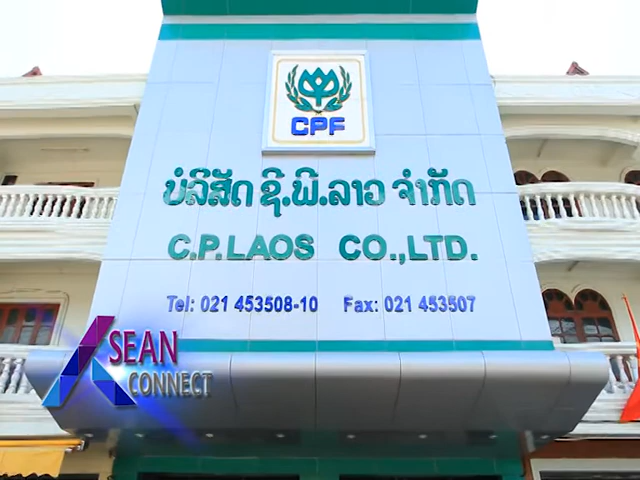 CPF
ບໍລິສັດ ຊີ.ພີ.ລາວ ຈໍາກັດ
C.P.LAOS CO.,LTD.
Tel: 021 453508-10 Fax: 021 453507
ASEAN
CONNECT